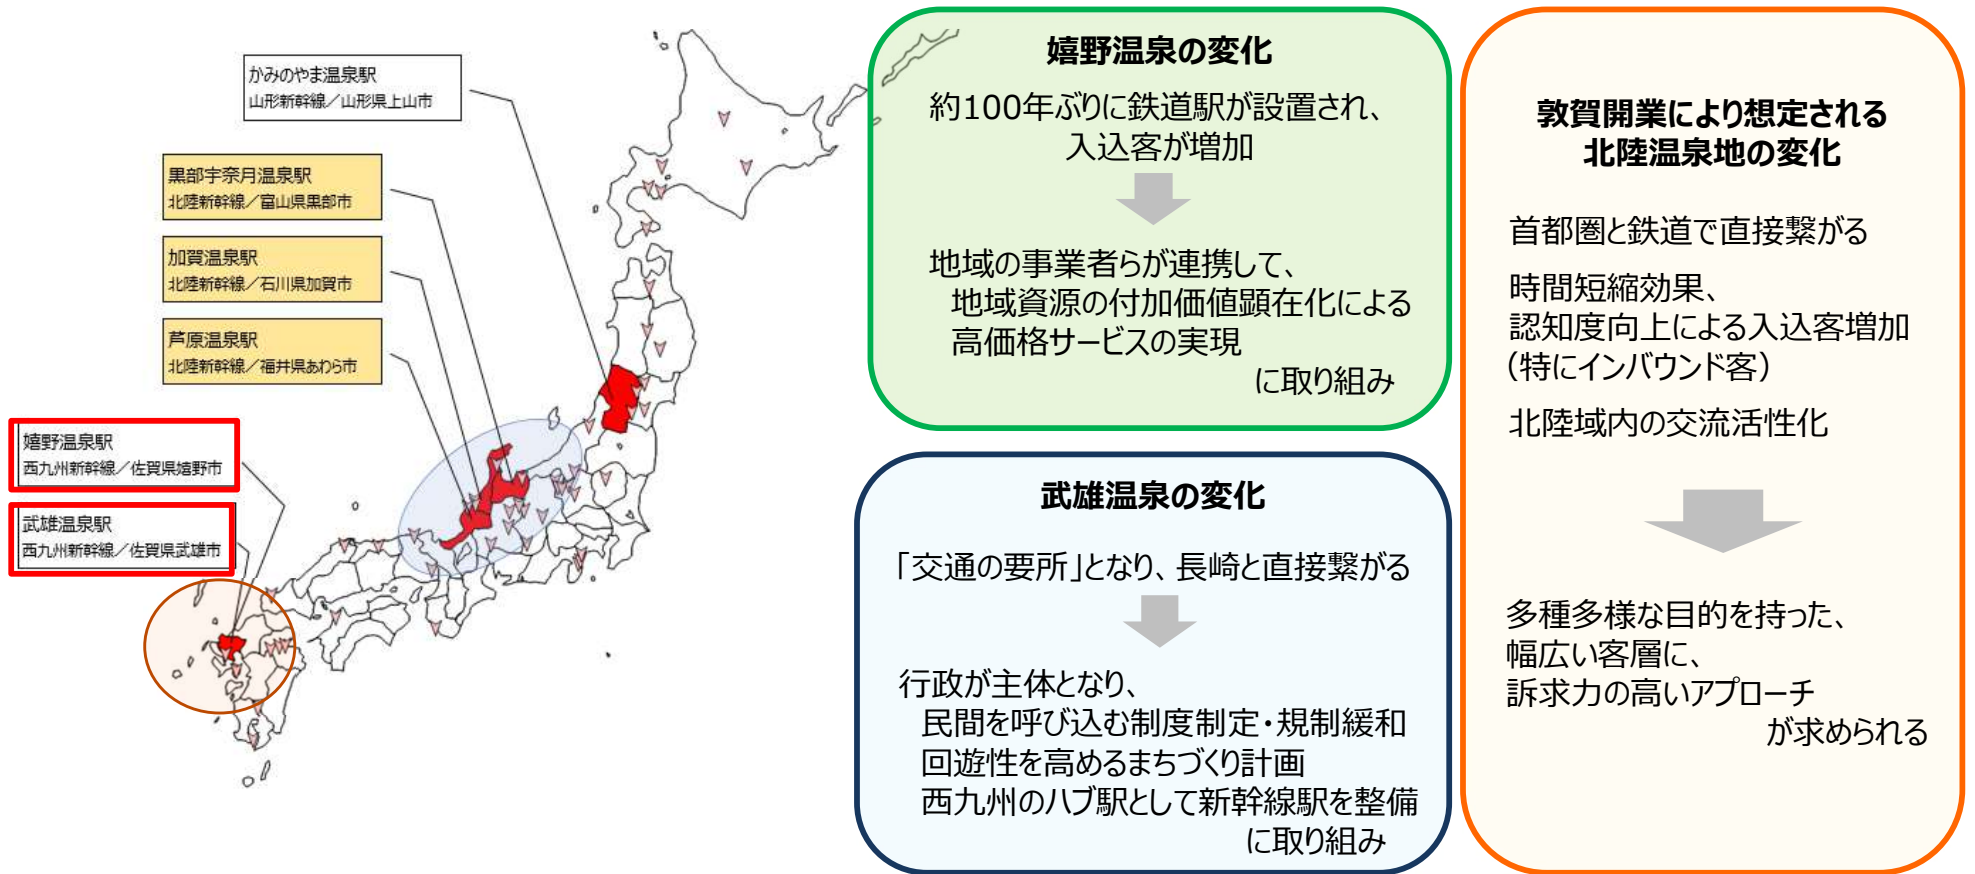 かみのやま温泉駅
山形新幹線／山形県上山市
黒部宇奈月温泉駅
北陸新幹線／富山県黒部市
加賀温泉駅
北陸新幹線／石川県加賀市
芦原温泉駅
北陸新幹線／福井県あわら市
嬉野温泉駅
西九州新幹線／佐賀県嬉野市
武雄温泉駅
西九州新幹線／佐賀県武雄市
嬉野温泉の変化
約100年ぶりに鉄道駅が設置され、
入込客が増加
地域の事業者らが連携して、
地域資源の付加価値顕在化による
高価格サービスの実現
に取り組み
武雄温泉の変化
「交通の要所」となり、長崎と直接繋がる
行政が主体となり、
民間を呼び込む制度制定・規制緩和
回遊性を高めるまちづくり計画
西九州のハブ駅として新幹線駅を整備
に取り組み
敦賀開業により想定される
北陸温泉地の変化
首都圏と鉄道で直接繋がる
時間短縮効果、
認知度向上による入込客増加
（特にインバウンド客）
北陸域内の交流活性化
多種多様な目的を持った、
幅広い客層に、
訴求力の高いアプローチ
が求められる